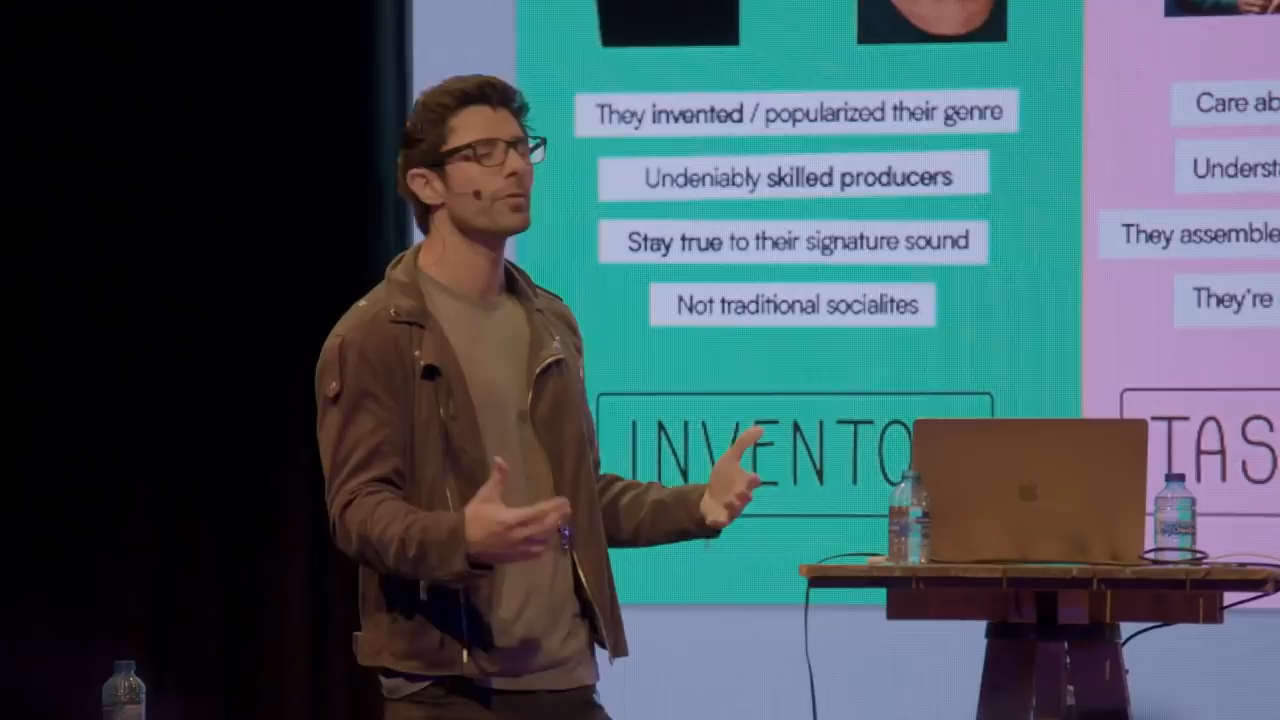 They invented / popularized their genre
Undeniably skilled producers
Stay true to their signature sound
Not traditional socialites
INVENTO
Care ab
Underst
They assemble
They're
TAS